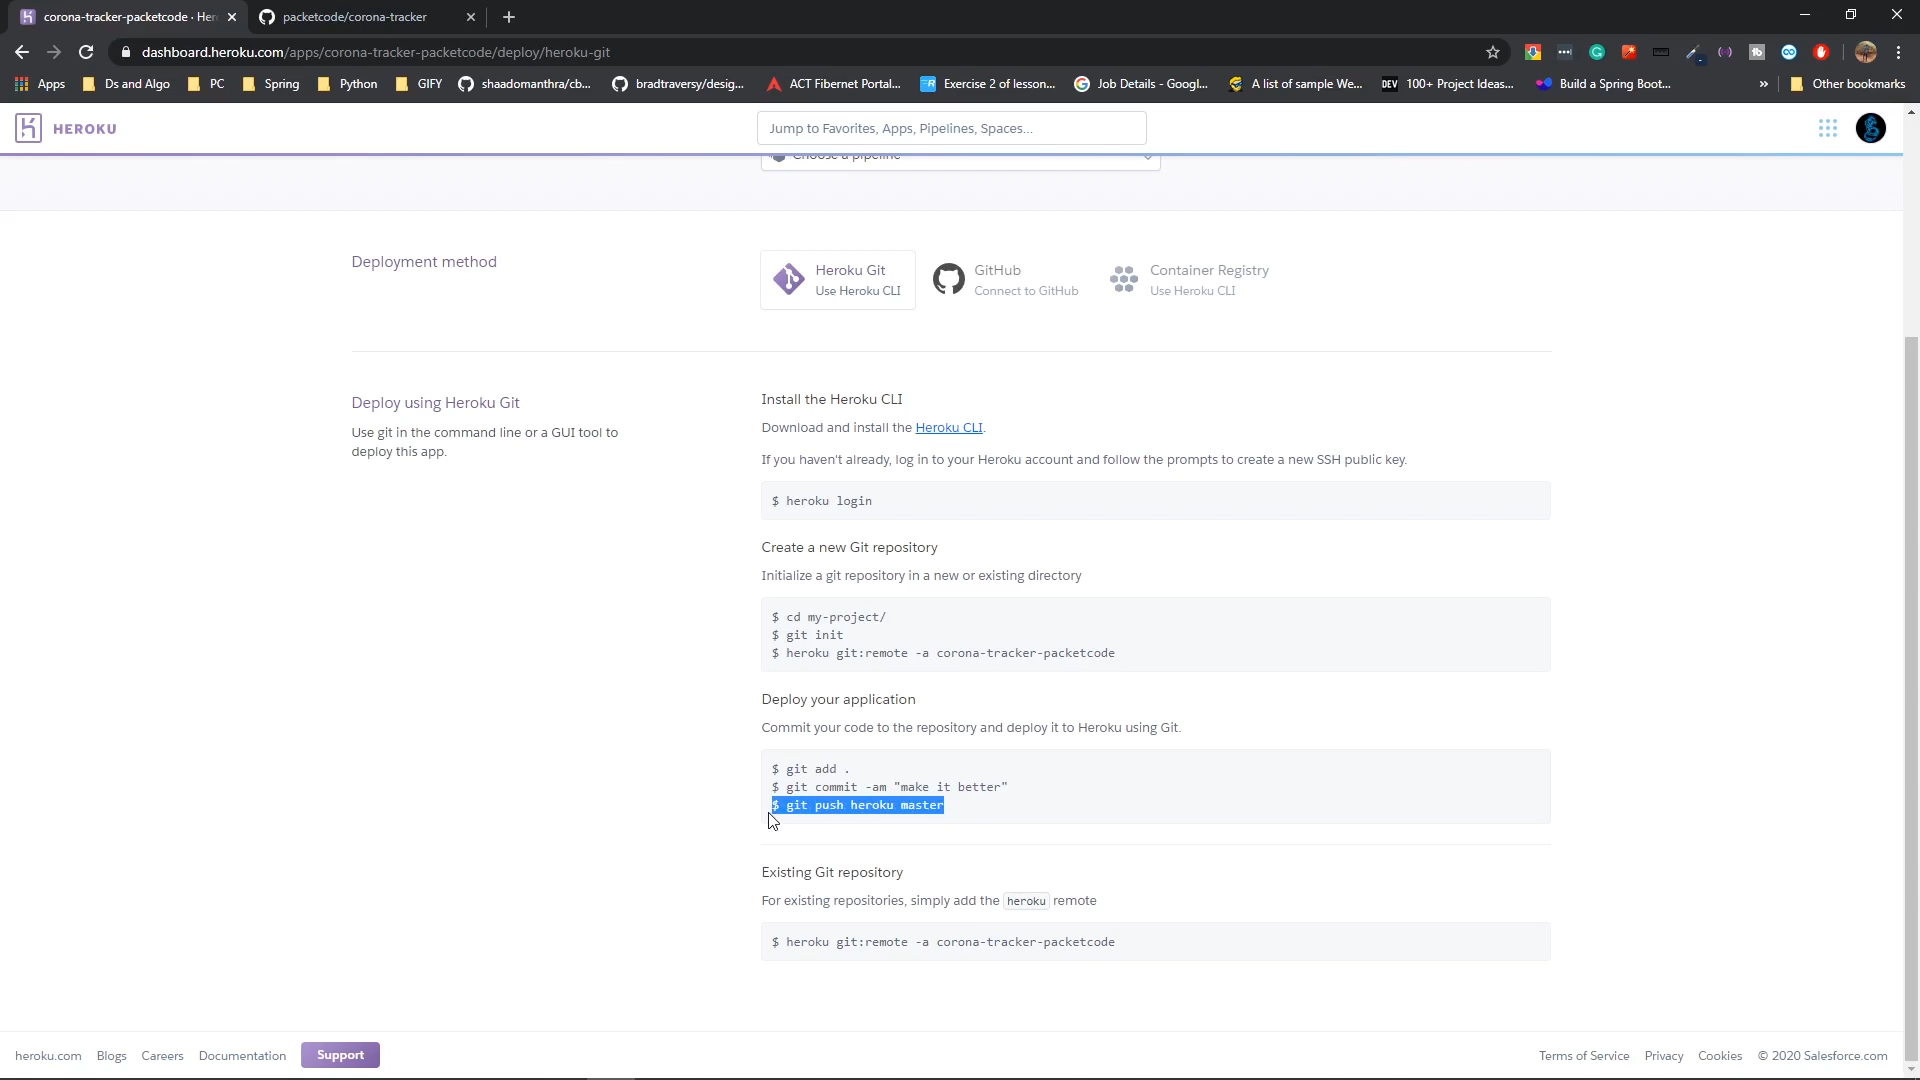 corona-tracker-packetcode · Her
packetcode/corona-tracker
dashboard.heroku.com/apps/corona-tracker-packetcode/deploy/heroku-git
Apps
Ds and Algo
PC
Spring
Python
GIFY
shaadomanthra/cb...
bradtraversy/desig...
ACT Fibernet Portal...
Exercise 2 of lesson...
Job Details - Googl...
A list of sample We...
DEV
100+ Project Ideas...
Build a Spring Boot...
»
Other bookmarks
HEROKU
Jump to Favorites, Apps, Pipelines, Spaces...
Choose a pipeline
Deployment method
Heroku Git
Use Heroku CLI
GitHub
Connect to GitHub
Container Registry
Use Heroku CLI
Deploy using Heroku Git
Use git in the command line or a GUI tool to
deploy this app.
Install the Heroku CLI
Download and install the Heroku CLI.
If you haven't already, log in to your Heroku account and follow the prompts to create a new SSH public key.
$ heroku login
Create a new Git repository
Initialize a git repository in a new or existing directory
$ cd my-project/
$ git init
$ heroku git:remote -a corona-tracker-packetcode
Deploy your application
Commit your code to the repository and deploy it to Heroku using Git.
$ git add .
$ git commit -am "make it better"
$ git push heroku master
Existing Git repository
For existing repositories, simply add the heroku remote
$ heroku git:remote -a corona-tracker-packetcode
heroku.com
Blogs
Careers
Documentation
Support
Terms of Service
Privacy
Cookies
© 2020 Salesforce.com